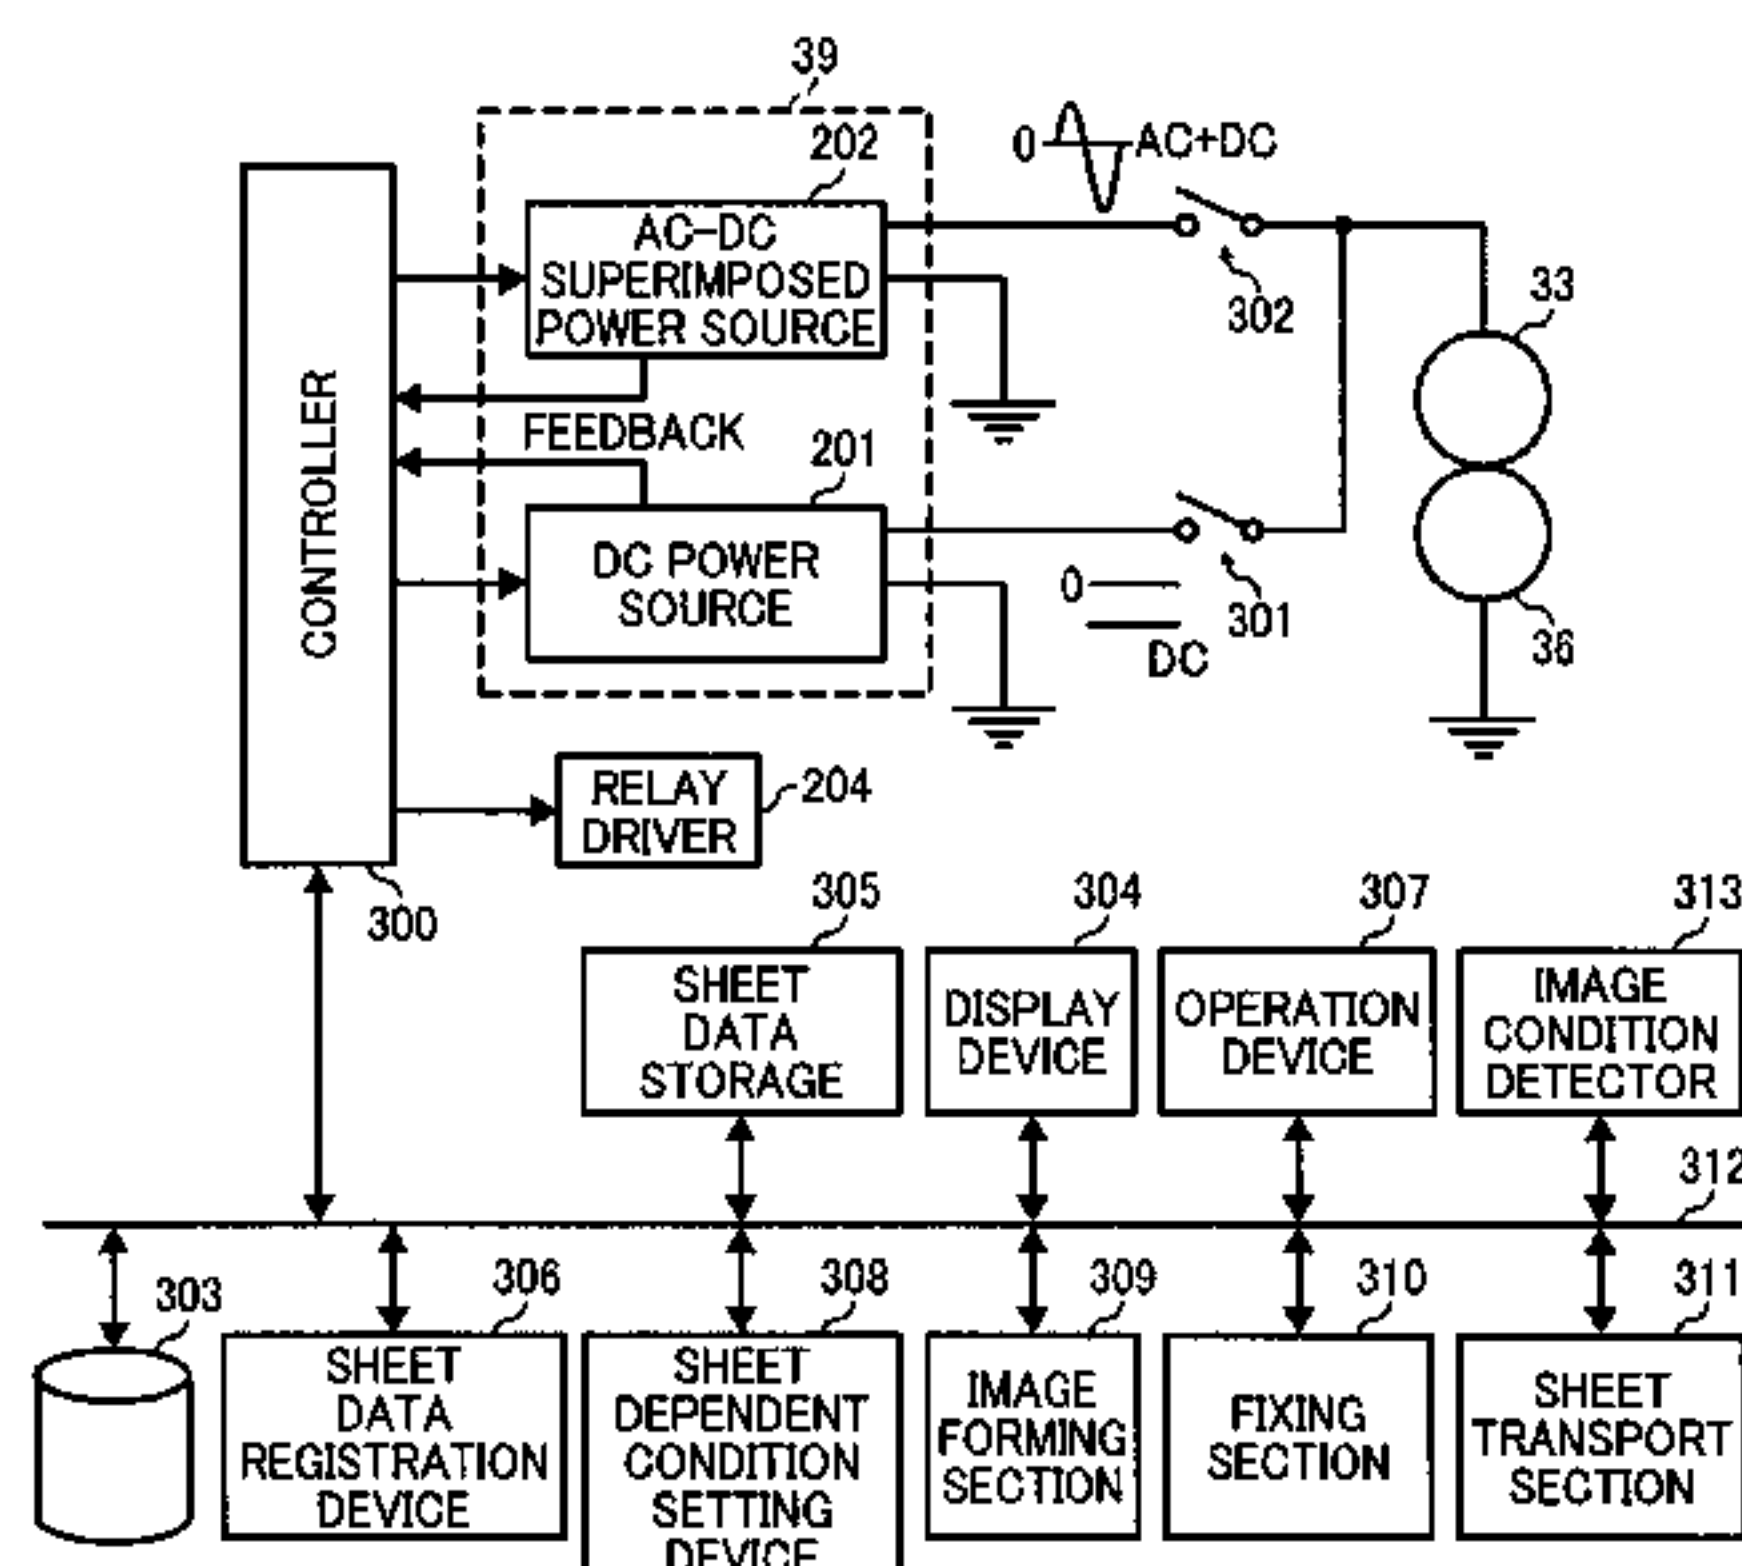 39
202
0 AC+DC
AC-DC
SUPERIMPOSED
POWER SOURCE
302
33
CONTROLLER
FEEDBACK
201
DC POWER
SOURCE
0
DC
301
36
RELAY
DRIVER
204
300
305
304
307
313
SHEET
DATA
STORAGE
DISPLAY
DEVICE
OPERATION
DEVICE
IMAGE
CONDITION
DETECTOR
312
303
306
308
309
310
311
SHEET
DATA
REGISTRATION
DEVICE
SHEET
DEPENDENT
CONDITION
SETTING
DEVICE
IMAGE
FORMING
SECTION
FIXING
SECTION
SHEET
TRANSPORT
SECTION